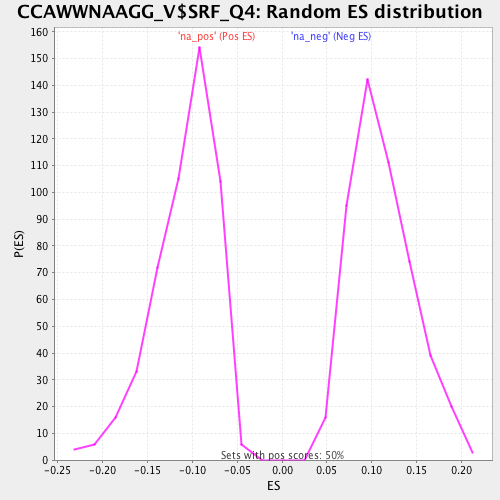 CCAWWNAAGG_V$SRF_Q4: Random ES distribution
'na_pos' (Pos ES) 'na_neg' (Neg ES)
160
150
140
130
120
110
100
90
80
70
60
50
40
30
20
10
0
P(ES)
Sets with pos scores: 50%
-0.25 -0.20 -0.15 -0.10 -0.05 0.00 0.05 0.10 0.15 0.20
ES